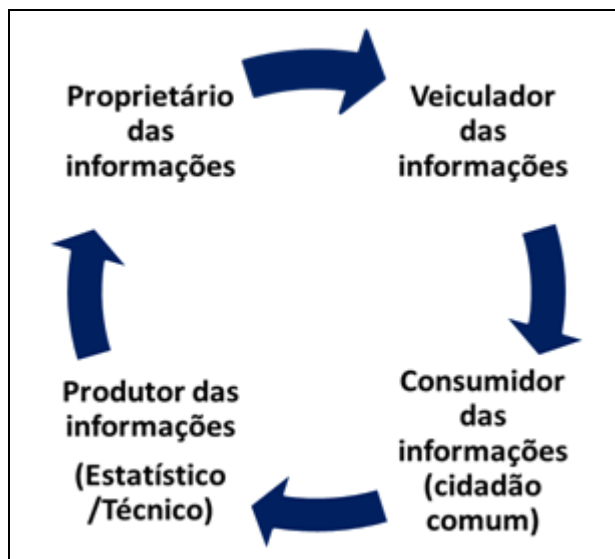 Proprietário
das
informações
Veiculador
das
informações
Consumidor
das
informações
(cidadão
comum)
Produtor das
informações
(Estatístico
/Técnico)